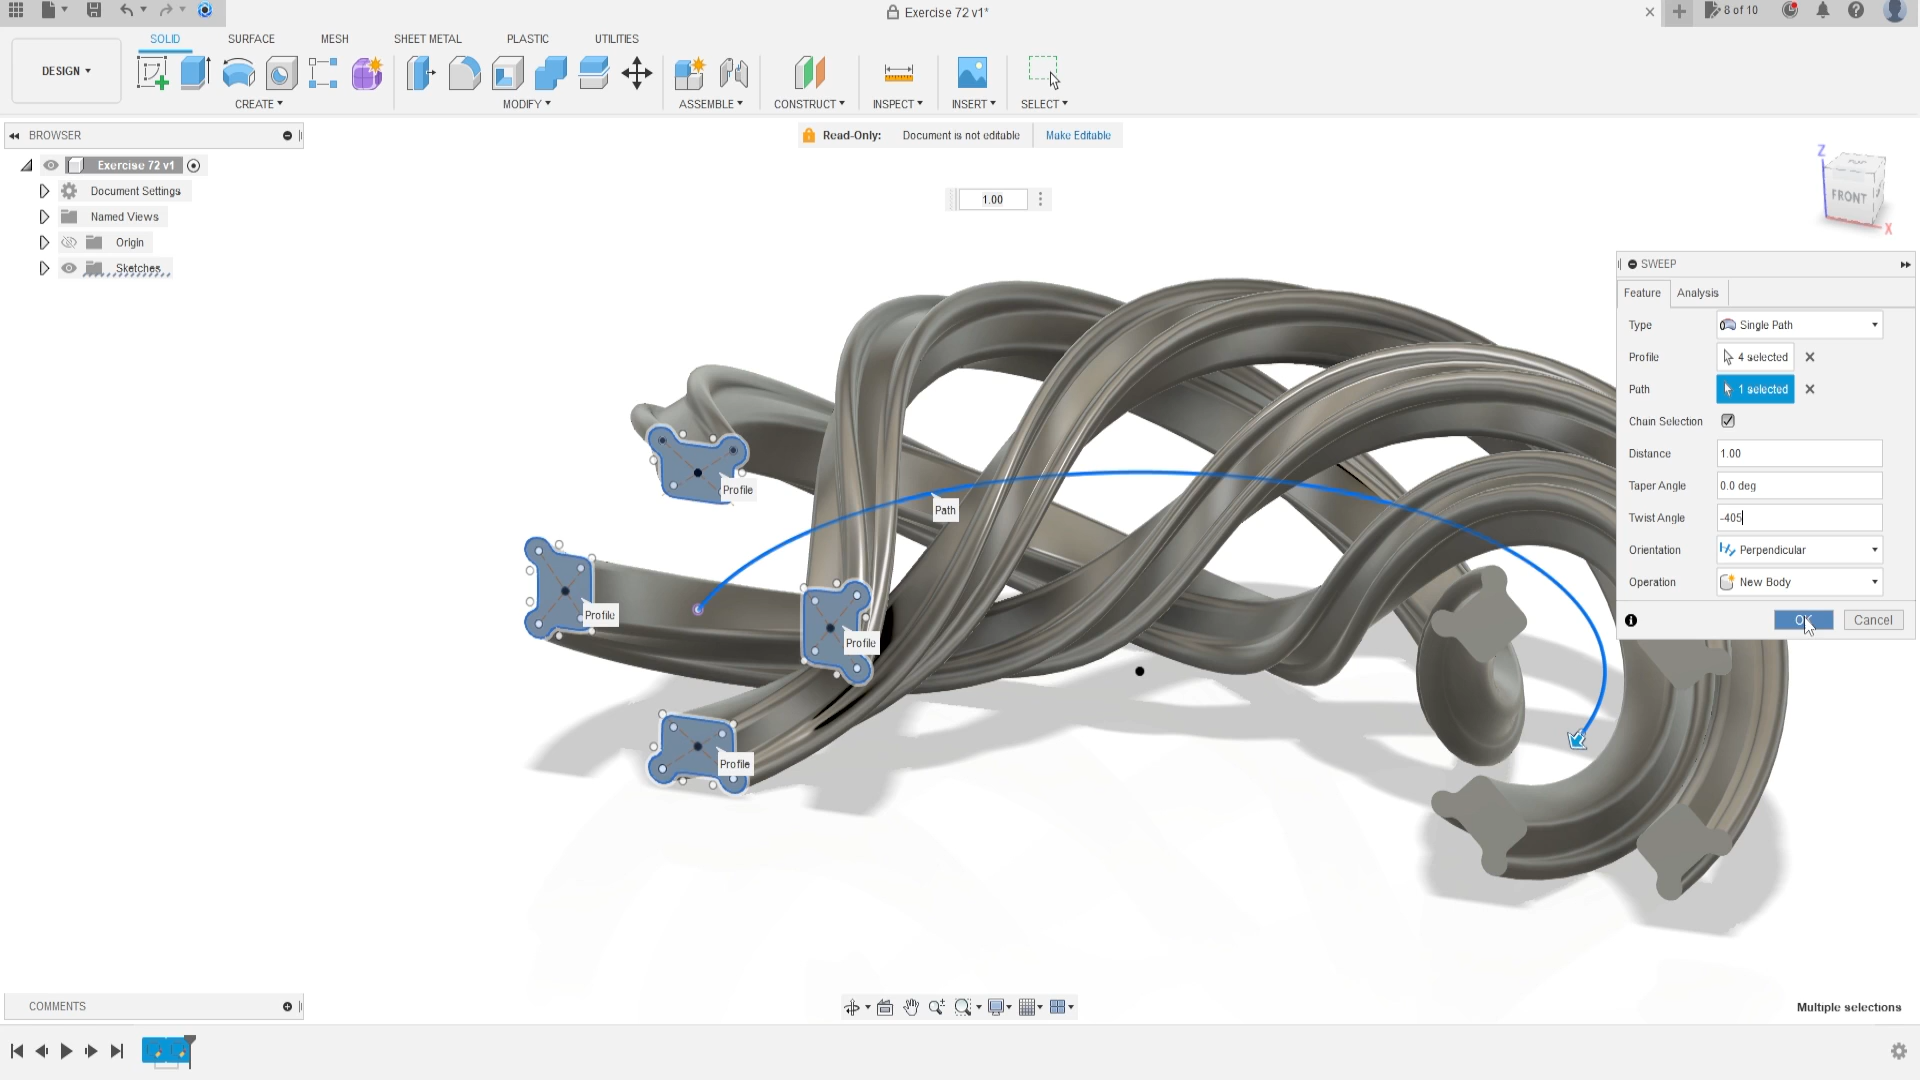 Exercise 72 v1*
8 of 10
DESIGN
SOLID
SURFACE
MESH
SHEET METAL
PLASTIC
UTILITIES
CREATE
MODIFY
ASSEMBLE
CONSTRUCT
INSPECT
INSERT
SELECT
BROWSER
Read-Only: Document is not editable Make Editable
Exercise 72 v1
Document Settings
Named Views
Origin
Sketches
1.00
Z
FRONT
X
SWEEP
Feature Analysis
Type Single Path
Profile 4 selected
Path 1 selected
Chain Selection
Distance 1.00
Taper Angle 0.0 deg
Twist Angle -405
Orientation Perpendicular
Operation New Body
OK Cancel
Profile
Path
Profile
Profile
Profile
COMMENTS
Multiple selections